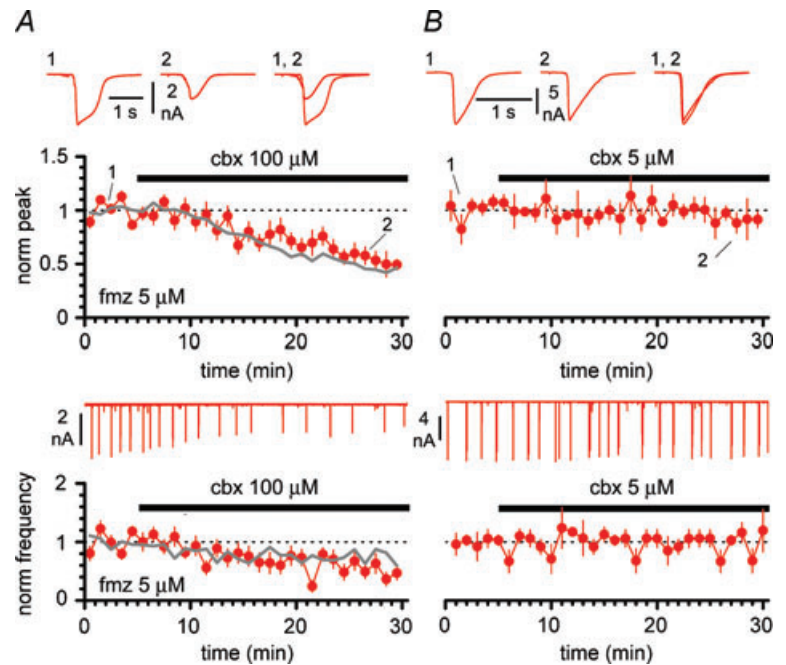 A
B
1 2 1, 2
1 2 1, 2
1 s 2 nA
1 s 5 nA
cbx 100 μM
cbx 5 μM
norm peak
1.5
1
0.5
0
1
2
1
2
fmz 5 μM
0 10 20 30
0 10 20 30
time (min)
time (min)
2 nA
4 nA
cbx 100 μM
cbx 5 μM
norm frequency
2
1
0
fmz 5 μM
0 10 20 30
0 10 20 30
time (min)
time (min)